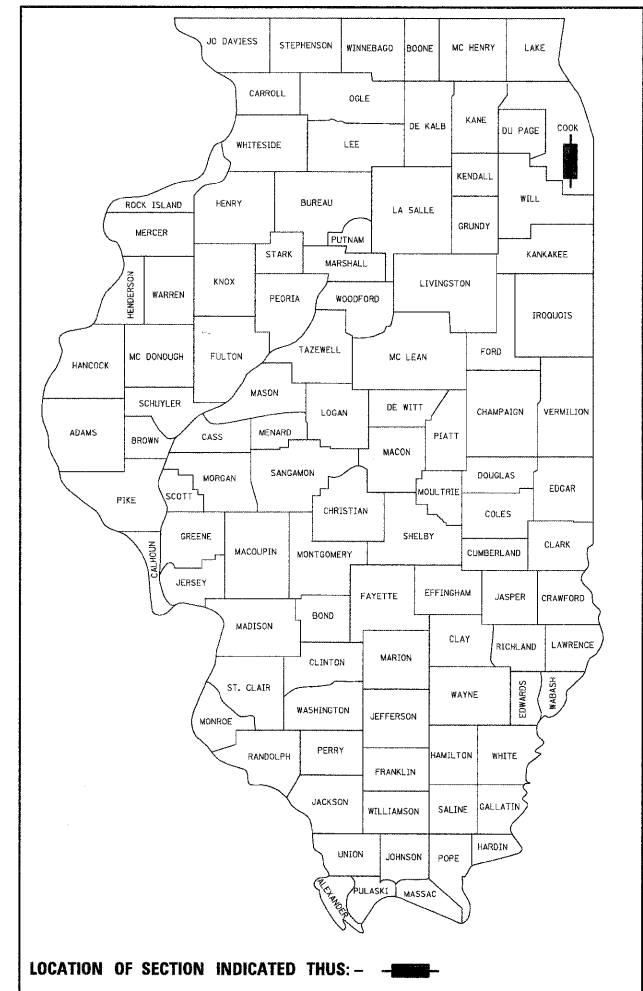 JO DAVIESS STEPHENSON WINNEBAGO BOONE MC HENRY LAKE
CARROLL OGLE DE KALB KANE DU PAGE COOK
WHITESIDE LEE
KENDALL WILL
ROCK ISLAND HENRY BUREAU LA SALLE GRUNDY
MERCER PUTNAM KANKAKEE
STARK MARSHALL
HENDERSON WARREN KNOX PEORIA WOODFORD LIVINGSTON IROQUOIS
HANCOCK MC DONOUGH FULTON TAZEWELL MC LEAN FORD
MASON
SCHUYLER LOGAN DE WITT CHAMPAIGN VERMILION
ADAMS BROWN CASS MENARD MACON PIATT
PIKE SCOTT MORGAN SANGAMON MOULTRIE DOUGLAS EDGAR
CHRISTIAN COLES
CALHOUN GREENE MACOUPIN MONTGOMERY SHELBY CUMBERLAND CLARK
JERSEY
FAYETTE EFFINGHAM JASPER CRAWFORD
MADISON BOND
CLAY RICHLAND LAWRENCE
CLINTON MARION
ST. CLAIR WAYNE EDWARDS WABASH
MONROE WASHINGTON JEFFERSON
RANDOLPH PERRY HAMILTON WHITE
FRANKLIN
JACKSON WILLIAMSON SALINE GALLATIN
UNION JOHNSON POPE HARDIN
ALEXANDER PULASKI MASSAC
LOCATION OF SECTION INDICATED THUS: -